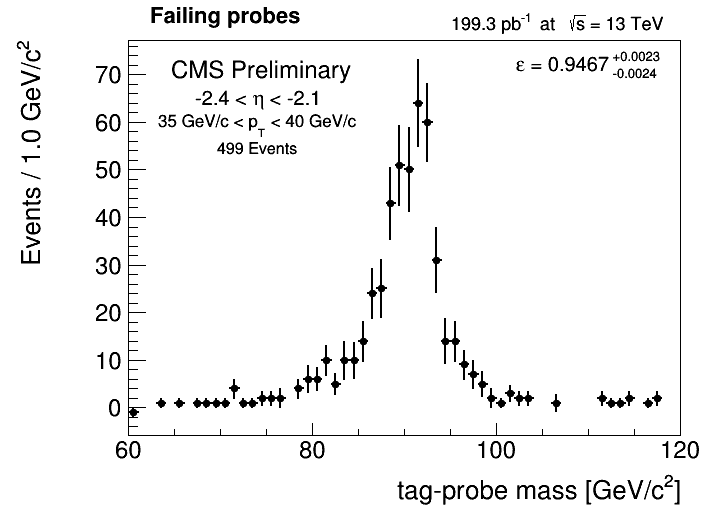 Failing probes
199.3 pb⁻¹ at √s = 13 TeV
CMS Preliminary
-2.4 < η < -2.1
35 GeV/c < p_T < 40 GeV/c
499 Events
ε = 0.9467 +0.0023 -0.0024
Events / 1.0 GeV/c²
70
60
50
40
30
20
10
0
60 80 100 120
tag-probe mass [GeV/c²]